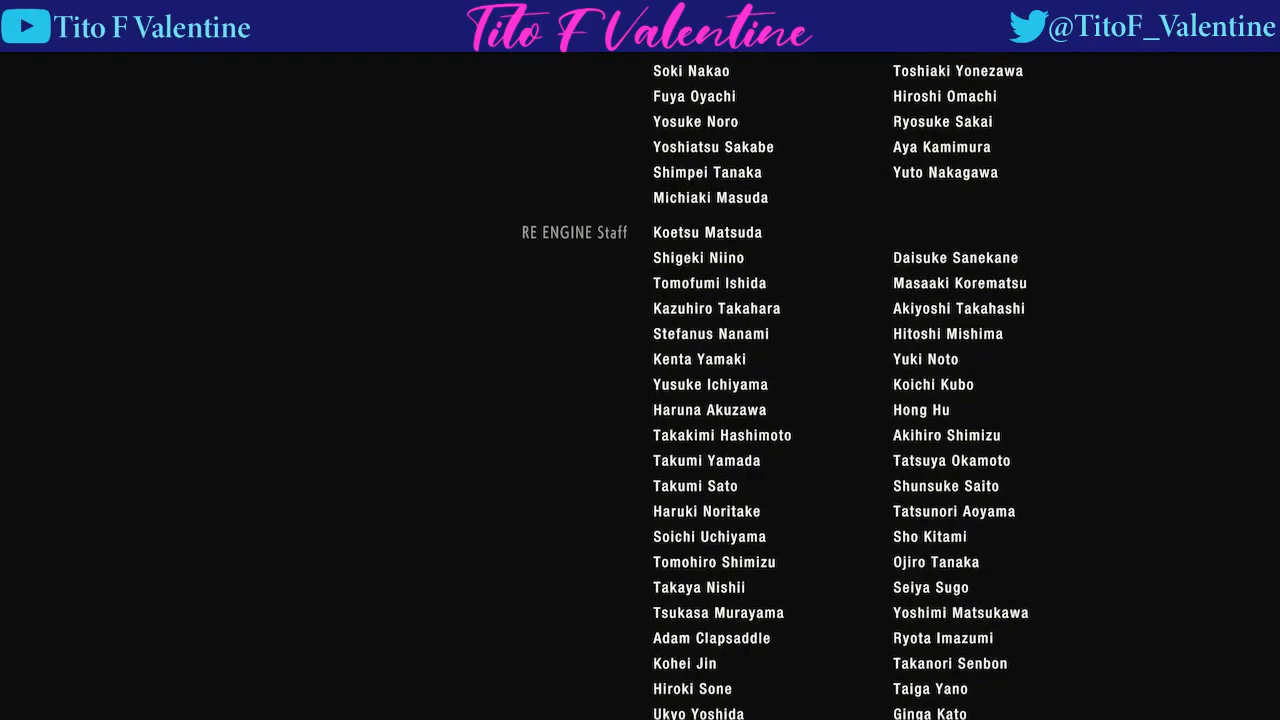 Tito F Valentine Tito F Valentine @TitoF_Valentine
Soki Nakao Toshiaki Yonezawa
Fuya Oyachi Hiroshi Omachi
Yosuke Noro Ryosuke Sakai
Yoshiatsu Sakabe Aya Kamimura
Shimpei Tanaka Yuto Nakagawa
Michiaki Masuda
RE ENGINE Staff Koetsu Matsuda
Shigeki Niino Daisuke Sanekane
Tomofumi Ishida Masaaki Korematsu
Kazuhiro Takahara Akiyoshi Takahashi
Stefanus Nanami Hitoshi Mishima
Kenta Yamaki Yuki Noto
Yusuke Ichiyama Koichi Kubo
Haruna Akuzawa Hong Hu
Takakimi Hashimoto Akihiro Shimizu
Takumi Yamada Tatsuya Okamoto
Takumi Sato Shunsuke Saito
Haruki Noritake Tatsunori Aoyama
Soichi Uchiyama Sho Kitami
Tomohiro Shimizu Ojiro Tanaka
Takaya Nishii Seiya Sugo
Tsukasa Murayama Yoshimi Matsukawa
Adam Clapsaddle Ryota Imazumi
Kohei Jin Takanori Senbon
Hiroki Sone Taiga Yano
Ukyo Yoshida Ginga Kato